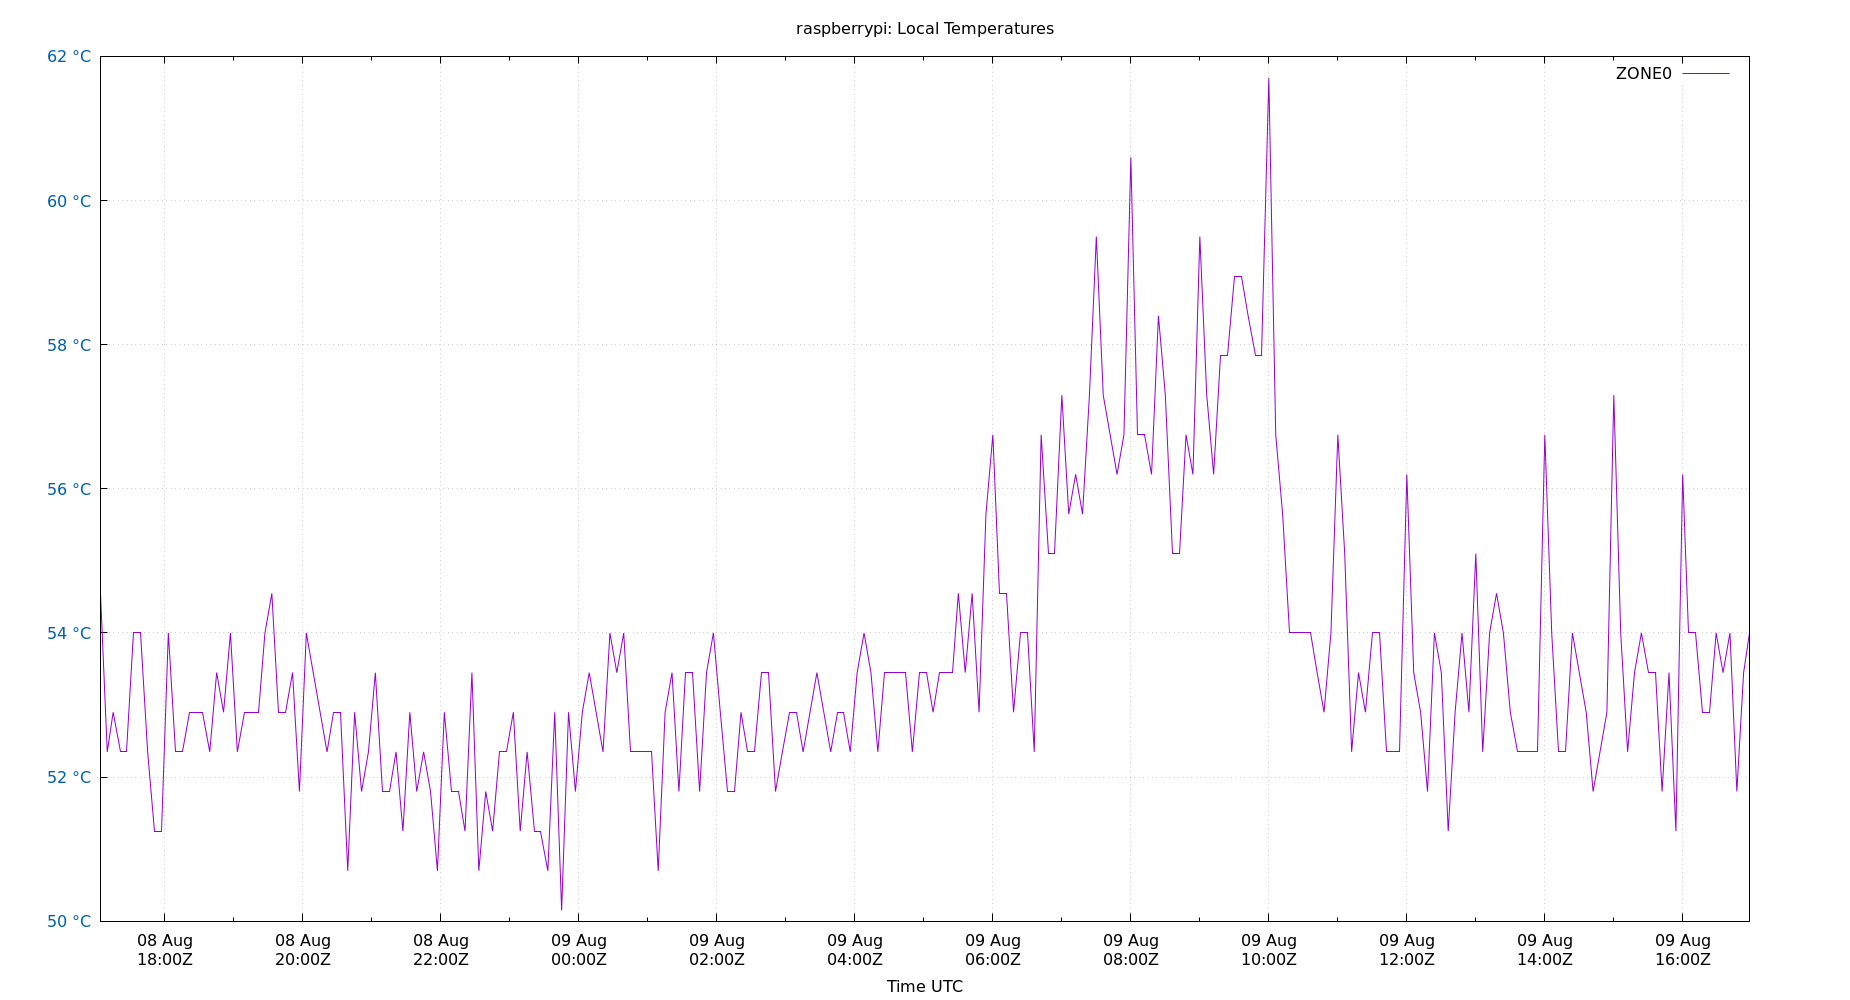 raspberrypi: Local Temperatures
62 °C
ZONE0
60 °C
58 °C
56 °C
54 °C
52 °C
50 °C
08 Aug 08 Aug 08 Aug 09 Aug 09 Aug 09 Aug 09 Aug 09 Aug 09 Aug 09 Aug 09 Aug 09 Aug
18:00Z 20:00Z 22:00Z 00:00Z 02:00Z 04:00Z 06:00Z 08:00Z 10:00Z 12:00Z 14:00Z 16:00Z
Time UTC